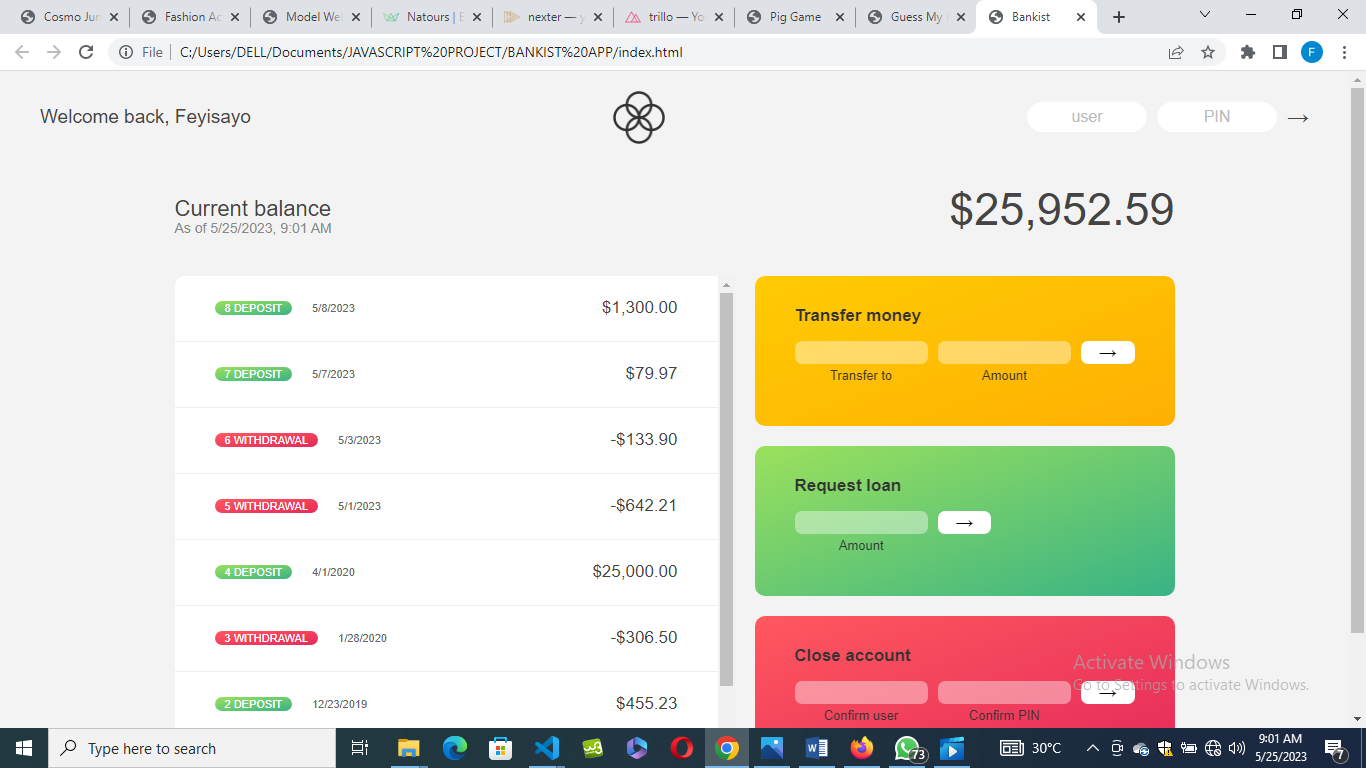 Cosmo Jun
Fashion Ac
Model Web
Natours | E
nexter — y
trillo — Yo
Pig Game
Guess My
Bankist
File
C:/Users/DELL/Documents/JAVASCRIPT%20PROJECT/BANKIST%20APP/index.html
F
Welcome back, Feyisayo
user
PIN
→
Current balance
As of 5/25/2023, 9:01 AM
$25,952.59
8 DEPOSIT 5/8/2023 $1,300.00
7 DEPOSIT 5/7/2023 $79.97
6 WITHDRAWAL 5/3/2023 -$133.90
5 WITHDRAWAL 5/1/2023 -$642.21
4 DEPOSIT 4/1/2020 $25,000.00
3 WITHDRAWAL 1/28/2020 -$306.50
2 DEPOSIT 12/23/2019 $455.23
Transfer money
→
Transfer to Amount
Request loan
→
Amount
Close account
→
Confirm user Confirm PIN
Activate Windows
Go to Settings to activate Windows.
Type here to search
73
30°C
9:01 AM
5/25/2023
7